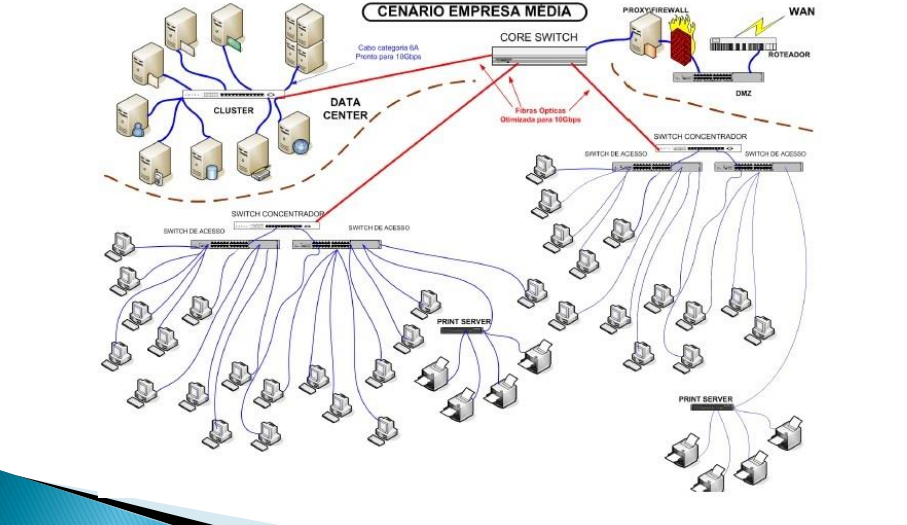 CENÁRIO EMPRESA MÉDIA
PROXY/FIREWALL
WAN
CORE SWITCH
Cabo categoria 6A
Pronto para 10Gbps
ROTEADOR
DMZ
CLUSTER
DATA
CENTER
Fibras Opticas
Otimizada para 10Gbps
SWITCH CONCENTRADOR
SWITCH DE ACESSO
SWITCH DE ACESSO
SWITCH CONCENTRADOR
SWITCH DE ACESSO
SWITCH DE ACESSO
PRINT SERVER
PRINT SERVER